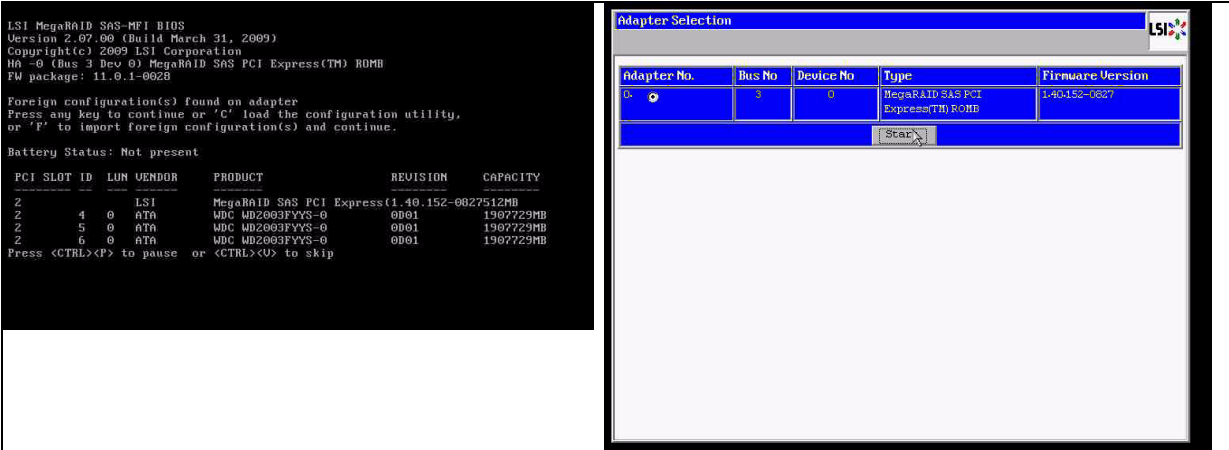 LSI MegaRAID SAS-MFI BIOS
Version 2.07.00 (Build March 31, 2009)
Copyright(c) 2009 LSI Corporation
HA -0 (Bus 3 Dev 0) MegaRAID SAS PCI Express(TM) ROMB
FW package: 11.0.1-0028
Foreign configuration(s) found on adapter
Press any key to continue or 'C' load the configuration utility,
or 'F' to import foreign configuration(s) and continue.
Battery Status: Not present
PCI SLOT ID LUN VENDOR PRODUCT REVISION CAPACITY
-------- -- --- ------ ------- -------- --------
2 LSI MegaRAID SAS PCI Express(1.40.152-0827512MB
2 4 0 ATA WDC WD2003FYYS-0 0D01 1907729MB
2 5 0 ATA WDC WD2003FYYS-0 0D01 1907729MB
2 6 0 ATA WDC WD2003FYYS-0 0D01 1907729MB
Press <CTRL><P> to pause or <CTRL><V> to skip
Adapter Selection
LSI
Adapter No. Bus No Device No Type Firmware Version
0. 3 0 MegaRAID SAS PCI 1.40.152-0827
Express(TM) ROMB
Start